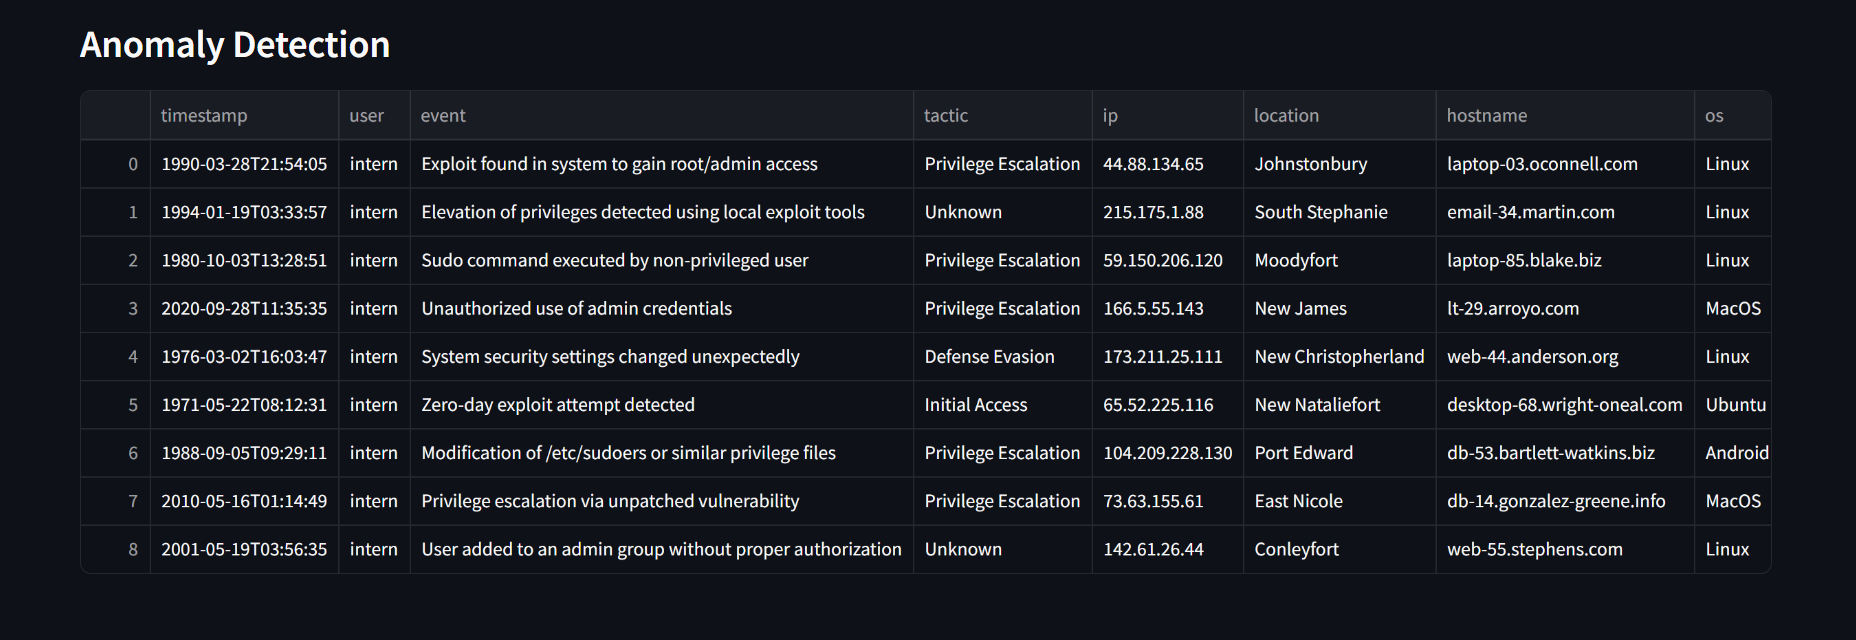 Anomaly Detection
timestamp user event tactic ip location hostname os
0 1990-03-28T21:54:05 intern Exploit found in system to gain root/admin access Privilege Escalation 44.88.134.65 Johnstonbury laptop-03.oconnell.com Linux
1 1994-01-19T03:33:57 intern Elevation of privileges detected using local exploit tools Unknown 215.175.1.88 South Stephanie email-34.martin.com Linux
2 1980-10-03T13:28:51 intern Sudo command executed by non-privileged user Privilege Escalation 59.150.206.120 Moodyfort laptop-85.blake.biz Linux
3 2020-09-28T11:35:35 intern Unauthorized use of admin credentials Privilege Escalation 166.5.55.143 New James lt-29.arroyo.com MacOS
4 1976-03-02T16:03:47 intern System security settings changed unexpectedly Defense Evasion 173.211.25.111 New Christopherland web-44.anderson.org Linux
5 1971-05-22T08:12:31 intern Zero-day exploit attempt detected Initial Access 65.52.225.116 New Nataliefort desktop-68.wright-oneal.com Ubuntu
6 1988-09-05T09:29:11 intern Modification of /etc/sudoers or similar privilege files Privilege Escalation 104.209.228.130 Port Edward db-53.bartlett-watkins.biz Android
7 2010-05-16T01:14:49 intern Privilege escalation via unpatched vulnerability Privilege Escalation 73.63.155.61 East Nicole db-14.gonzalez-greene.info MacOS
8 2001-05-19T03:56:35 intern User added to an admin group without proper authorization Unknown 142.61.26.44 Conleyfort web-55.stephens.com Linux